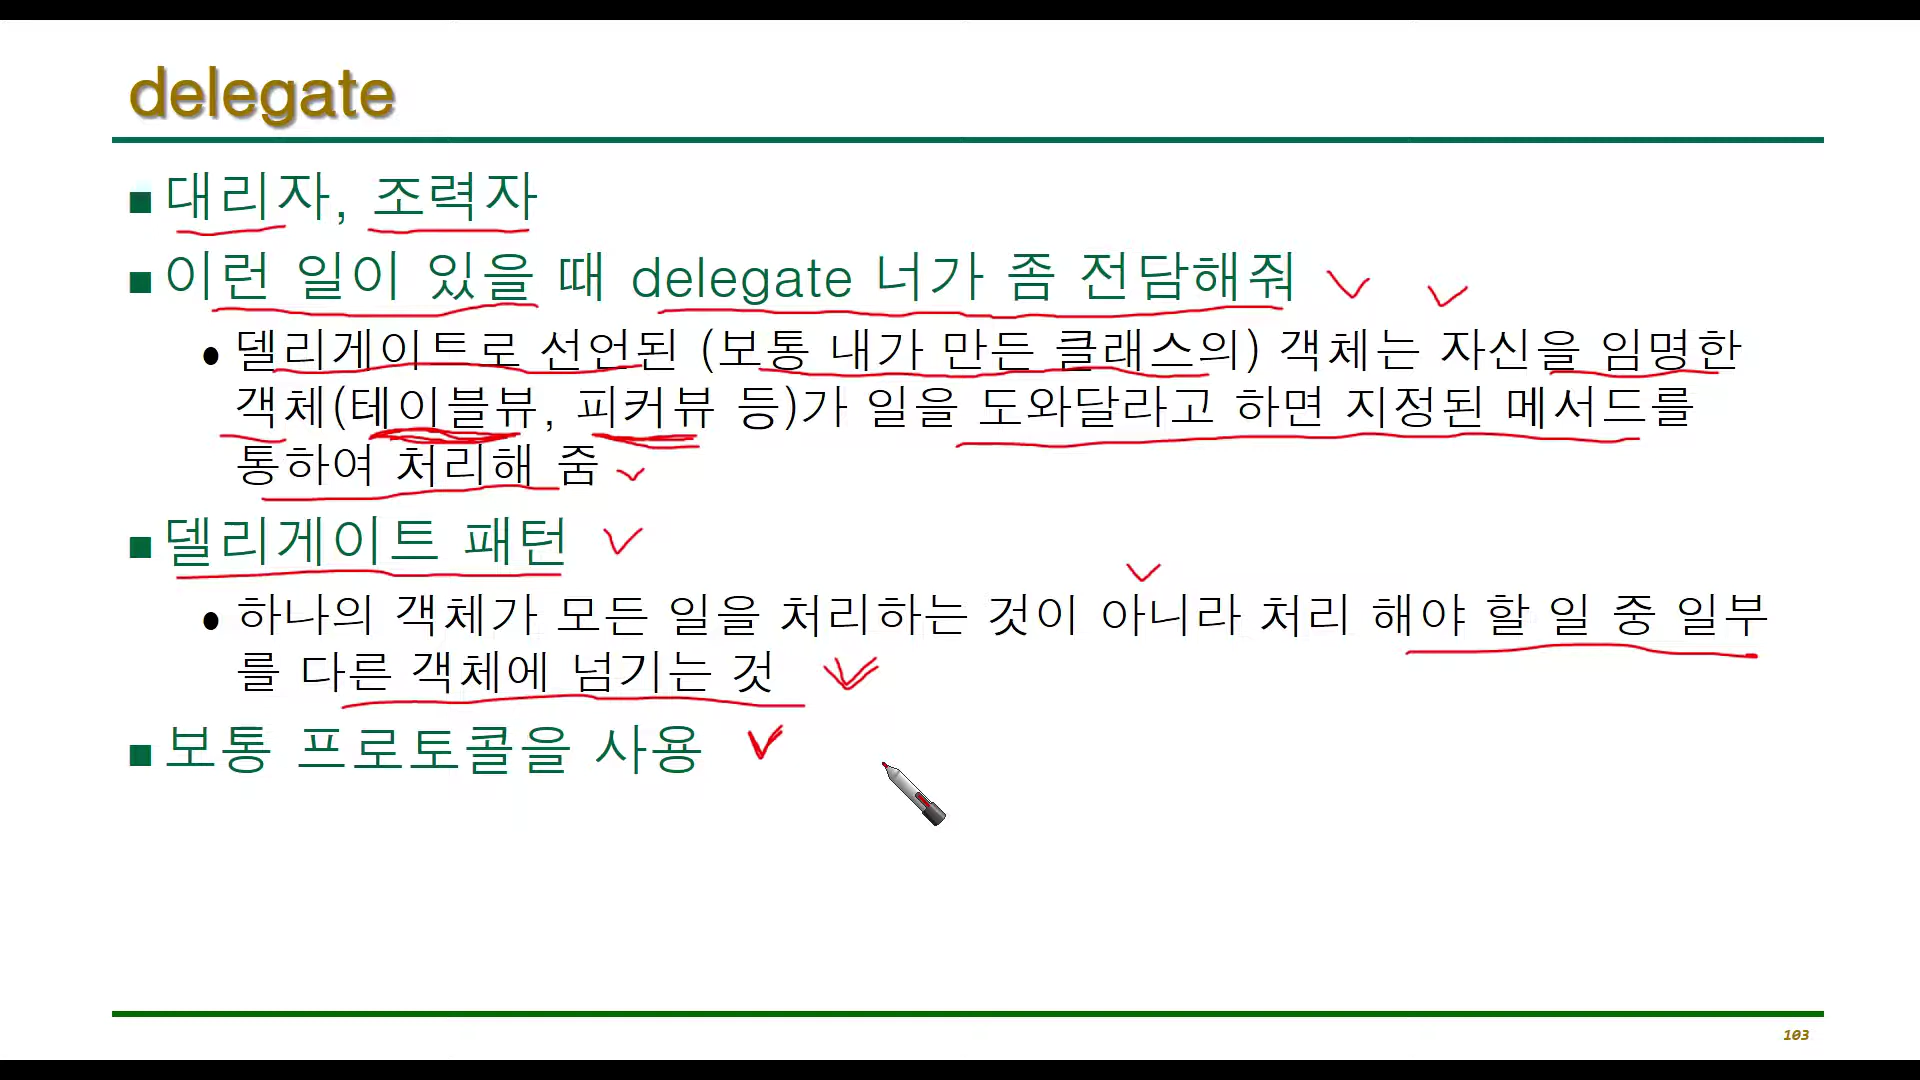 delegate
■ 대리자, 조력자
■ 이런 일이 있을 때 delegate 너가 좀 전담해줘
• 델리게이트로 선언된 (보통 내가 만든 클래스의) 객체는 자신을 임명한
객체(테이블뷰, 피커뷰 등)가 일을 도와달라고 하면 지정된 메서드를
통하여 처리해 줌
■ 델리게이트 패턴
• 하나의 객체가 모든 일을 처리하는 것이 아니라 처리 해야 할 일 중 일부
를 다른 객체에 넘기는 것
■ 보통 프로토콜을 사용
103